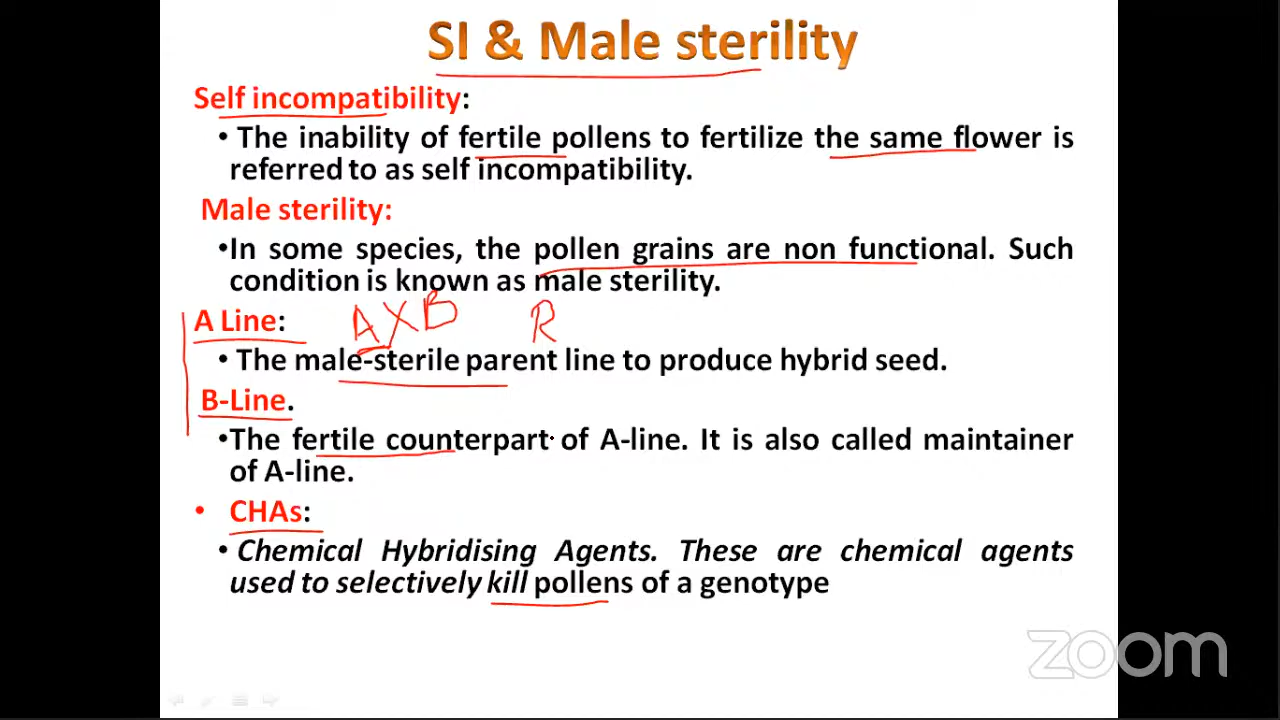 SI & Male sterility
Self incompatibility:
• The inability of fertile pollens to fertilize the same flower is
referred to as self incompatibility.
Male sterility:
•In some species, the pollen grains are non functional. Such
condition is known as male sterility.
A X B R
A Line:
• The male-sterile parent line to produce hybrid seed.
B-Line.
•The fertile counterpart of A-line. It is also called maintainer
of A-line.
• CHAs:
• Chemical Hybridising Agents. These are chemical agents
used to selectively kill pollens of a genotype
zoom